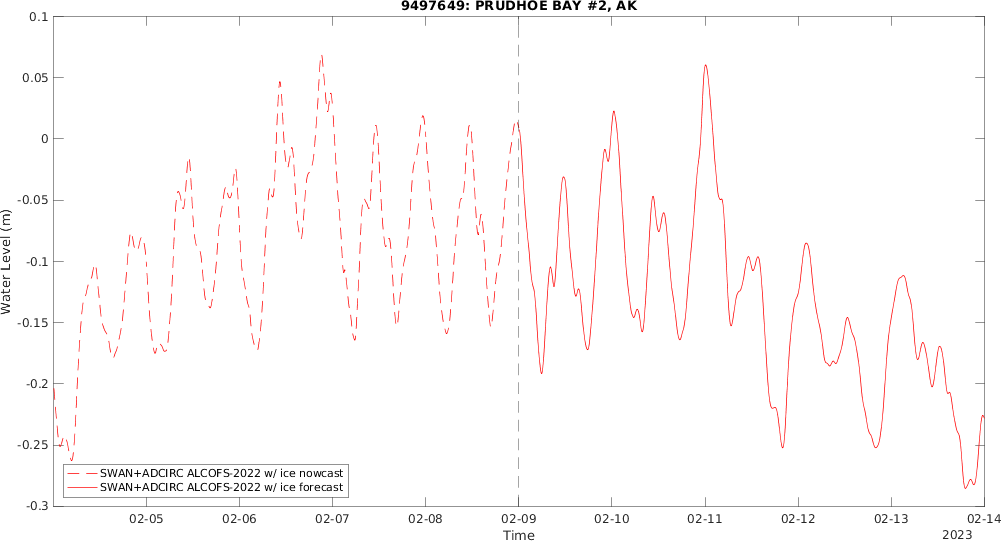 9497649: PRUDHOE BAY #2, AK
Water Level (m)
0.1
0.05
0
-0.05
-0.1
-0.15
-0.2
-0.25
-0.3
SWAN+ADCIRC ALCOFS-2022 w/ ice nowcast
SWAN+ADCIRC ALCOFS-2022 w/ ice forecast
02-05 02-06 02-07 02-08 02-09 02-10 02-11 02-12 02-13 02-14
Time
2023